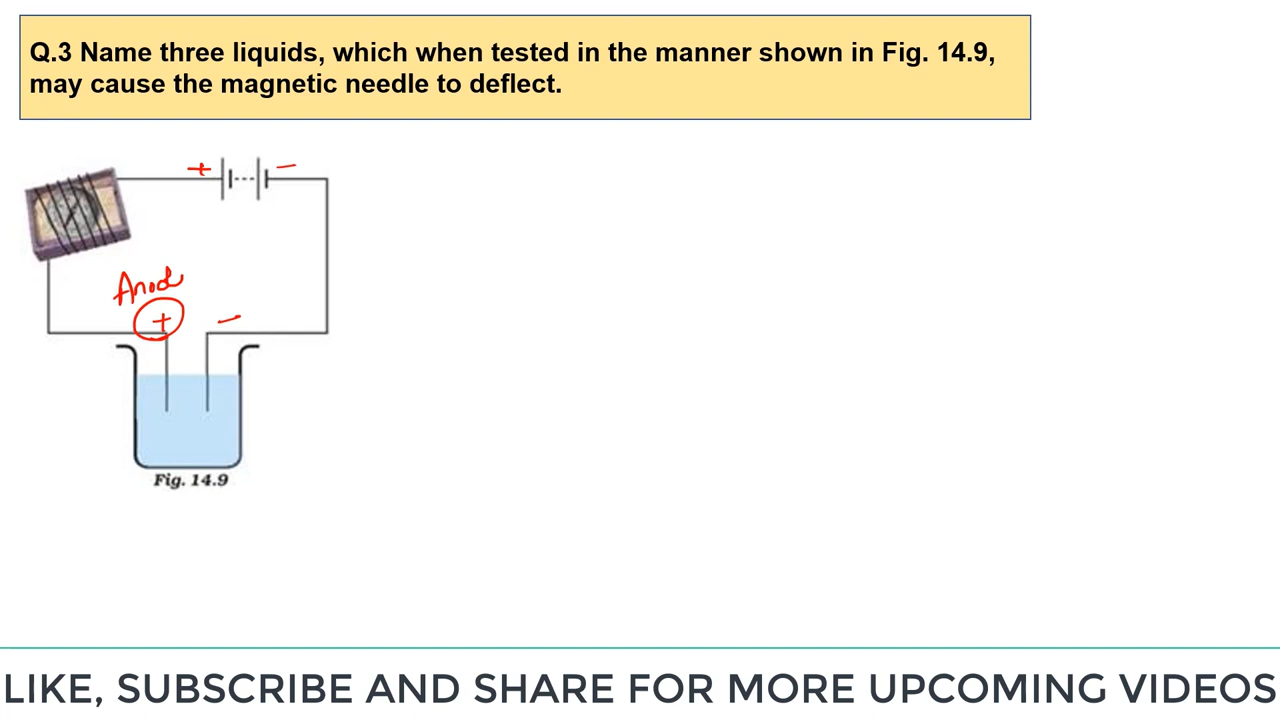 Q.3 Name three liquids, which when tested in the manner shown in Fig. 14.9,
may cause the magnetic needle to deflect.
+ −
Anod
+ −
Fig. 14.9
LIKE, SUBSCRIBE AND SHARE FOR MORE UPCOMING VIDEOS